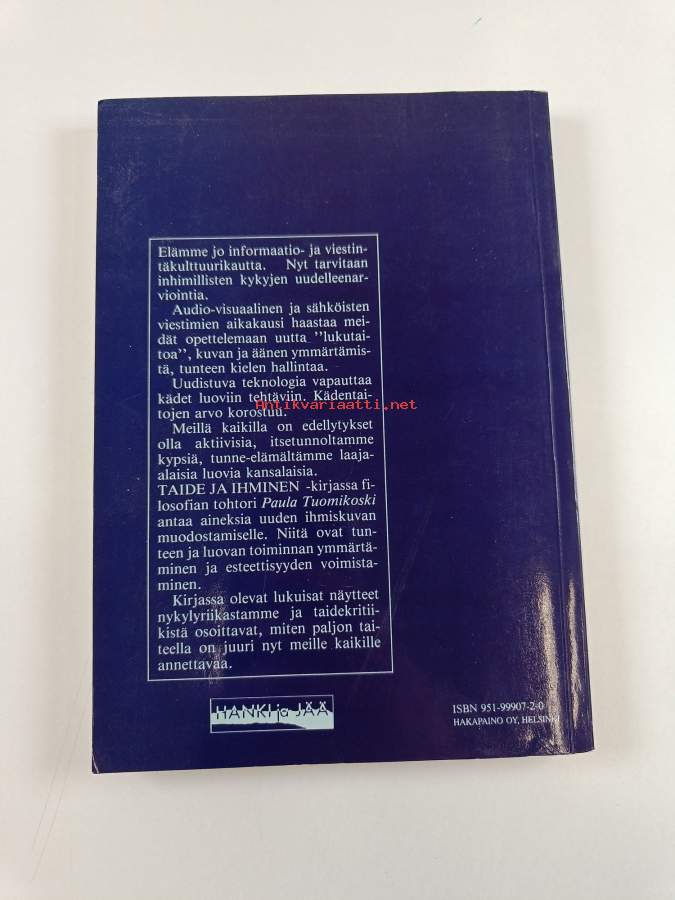 Elämme jo informaatio- ja viestin-
täkulttuurikautta. Nyt tarvitaan
inhimillisten kykyjen uudelleenar-
viointia.
Audio-visuaalinen ja sähköisten
viestimien aikakausi haastaa mei-
dät opettelemaan uutta ''lukutai-
toa'', kuvan ja äänen ymmärtämis-
tä, tunteen kielen hallintaa.
Uudistuva teknologia vapauttaa
kädet luoviin tehtäviin. Kädentai-
Antikvariaatti.net
tojen arvo korostuu.
Meillä kaikilla on edellytykset
olla aktiivisia, itsetunnoltamme
kypsiä, tunne-elämältämme laaja-
alaisia luovia kansalaisia.
TAIDE JA IHMINEN -kirjassa fi-
losofian tohtori Paula Tuomikoski
antaa aineksia uuden ihmiskuvan
muodostamiselle. Niitä ovat tun-
teen ja luovan toiminnan ymmärtä-
minen ja esteettisyyden voimista-
minen.
Kirjassa olevat lukuisat näytteet
nykylyriikastamme ja taidekritii-
kistä osoittavat, miten paljon tai-
teella on juuri nyt meille kaikille
annettavaa.
HANKI ja JÄÄ
ISBN 951-99907-2-0
HAKAPAINO OY, HELSINKI